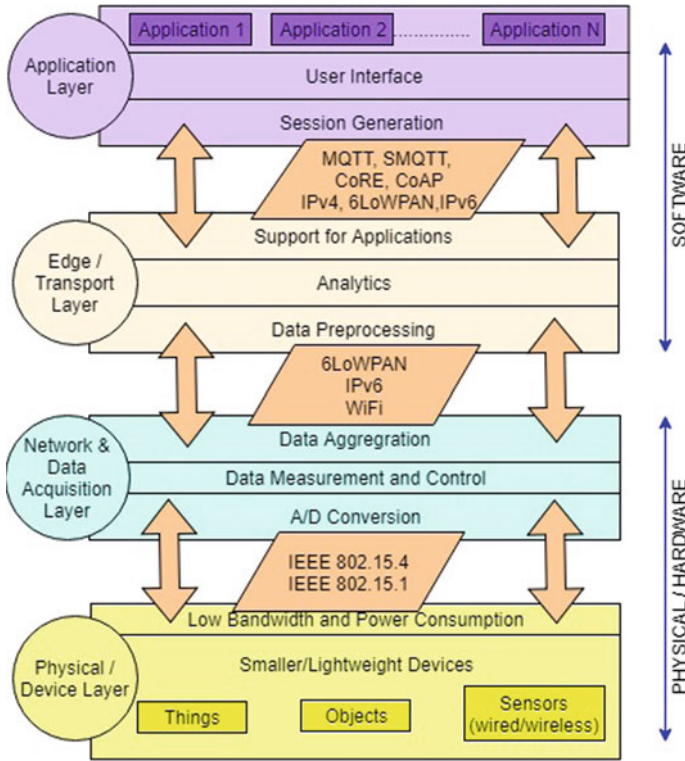 Application 1
Application 2
..............
Application N
Application
Layer
User Interface
Session Generation
MQTT, SMQTT,
CoRE, CoAP
IPv4, 6LoWPAN,IPv6
SOFTWARE
Support for Applications
Edge /
Transport
Layer
Analytics
Data Preprocessing
6LoWPAN
IPv6
WiFi
Data Aggregration
Network &
Data
Acquisition
Layer
Data Measurement and Control
A/D Conversion
IEEE 802.15.4
IEEE 802.15.1
PHYSICAL / HARDWARE
Low Bandwidth and Power Consumption
Physical /
Device Layer
Smaller/Lightweight Devices
Things
Objects
Sensors
(wired/wireless)